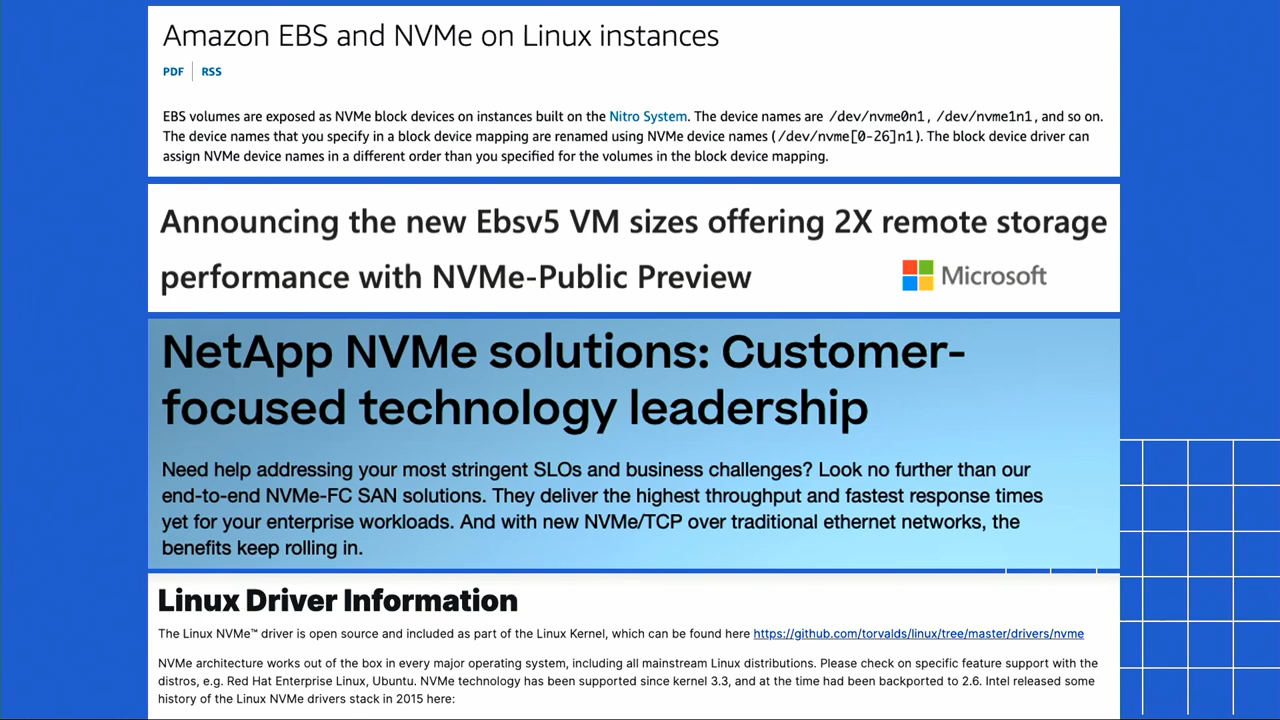 Amazon EBS and NVMe on Linux instances
PDF | RSS
EBS volumes are exposed as NVMe block devices on instances built on the Nitro System. The device names are /dev/nvme0n1, /dev/nvme1n1, and so on.
The device names that you specify in a block device mapping are renamed using NVMe device names (/dev/nvme[0-26]n1). The block device driver can
assign NVMe device names in a different order than you specified for the volumes in the block device mapping.
Announcing the new Ebsv5 VM sizes offering 2X remote storage
performance with NVMe-Public Preview
Microsoft
NetApp NVMe solutions: Customer-
focused technology leadership
Need help addressing your most stringent SLOs and business challenges? Look no further than our
end-to-end NVMe-FC SAN solutions. They deliver the highest throughput and fastest response times
yet for your enterprise workloads. And with new NVMe/TCP over traditional ethernet networks, the
benefits keep rolling in.
Linux Driver Information
The Linux NVMe™ driver is open source and included as part of the Linux Kernel, which can be found here https://github.com/torvalds/linux/tree/master/drivers/nvme
NVMe architecture works out of the box in every major operating system, including all mainstream Linux distributions. Please check on specific feature support with the
distros, e.g. Red Hat Enterprise Linux, Ubuntu. NVMe technology has been supported since kernel 3.3, and at the time had been backported to 2.6. Intel released some
history of the Linux NVMe drivers stack in 2015 here: